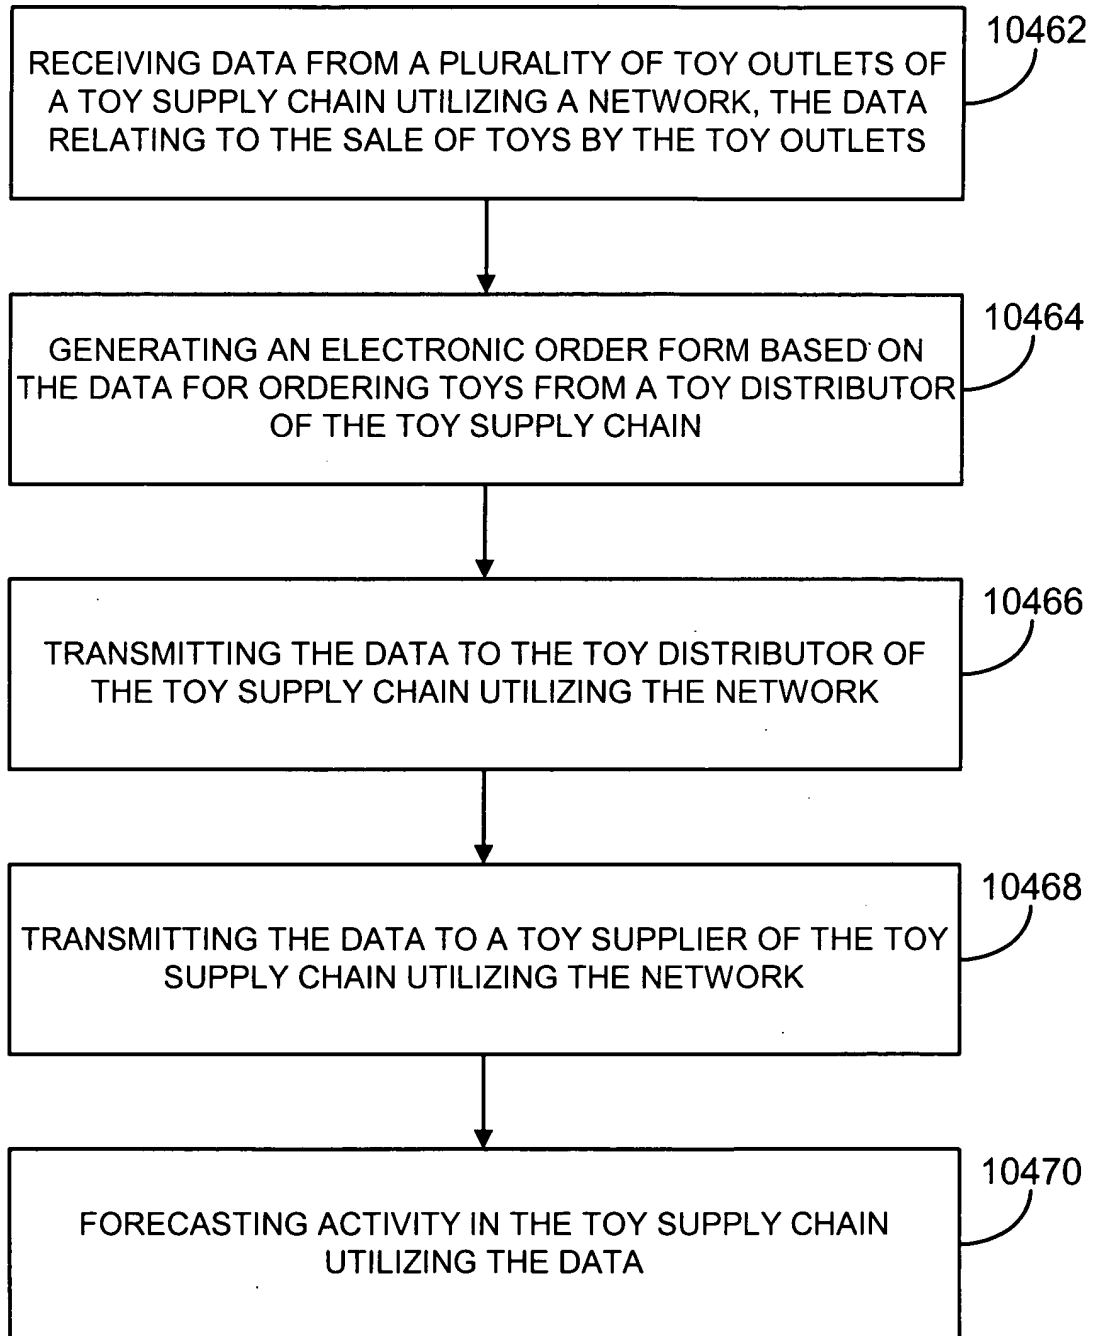 10462
RECEIVING DATA FROM A PLURALITY OF TOY OUTLETS OF
A TOY SUPPLY CHAIN UTILIZING A NETWORK, THE DATA
RELATING TO THE SALE OF TOYS BY THE TOY OUTLETS
10464
GENERATING AN ELECTRONIC ORDER FORM BASED ON
THE DATA FOR ORDERING TOYS FROM A TOY DISTRIBUTOR
OF THE TOY SUPPLY CHAIN
10466
TRANSMITTING THE DATA TO THE TOY DISTRIBUTOR OF
THE TOY SUPPLY CHAIN UTILIZING THE NETWORK
10468
TRANSMITTING THE DATA TO A TOY SUPPLIER OF THE TOY
SUPPLY CHAIN UTILIZING THE NETWORK
10470
FORECASTING ACTIVITY IN THE TOY SUPPLY CHAIN
UTILIZING THE DATA